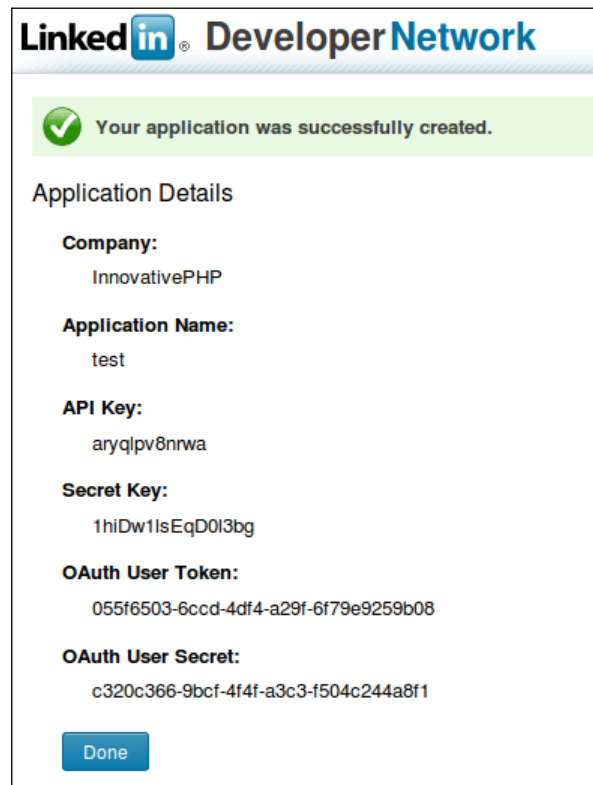 Linked in ® Developer Network
Your application was successfully created.
Application Details
Company:
InnovativePHP
Application Name:
test
API Key:
aryqlpv8nrwa
Secret Key:
1hiDw1lsEqD0l3bg
OAuth User Token:
055f6503-6ccd-4df4-a29f-6f79e9259b08
OAuth User Secret:
c320c366-9bcf-4f4f-a3c3-f504c244a8f1
Done